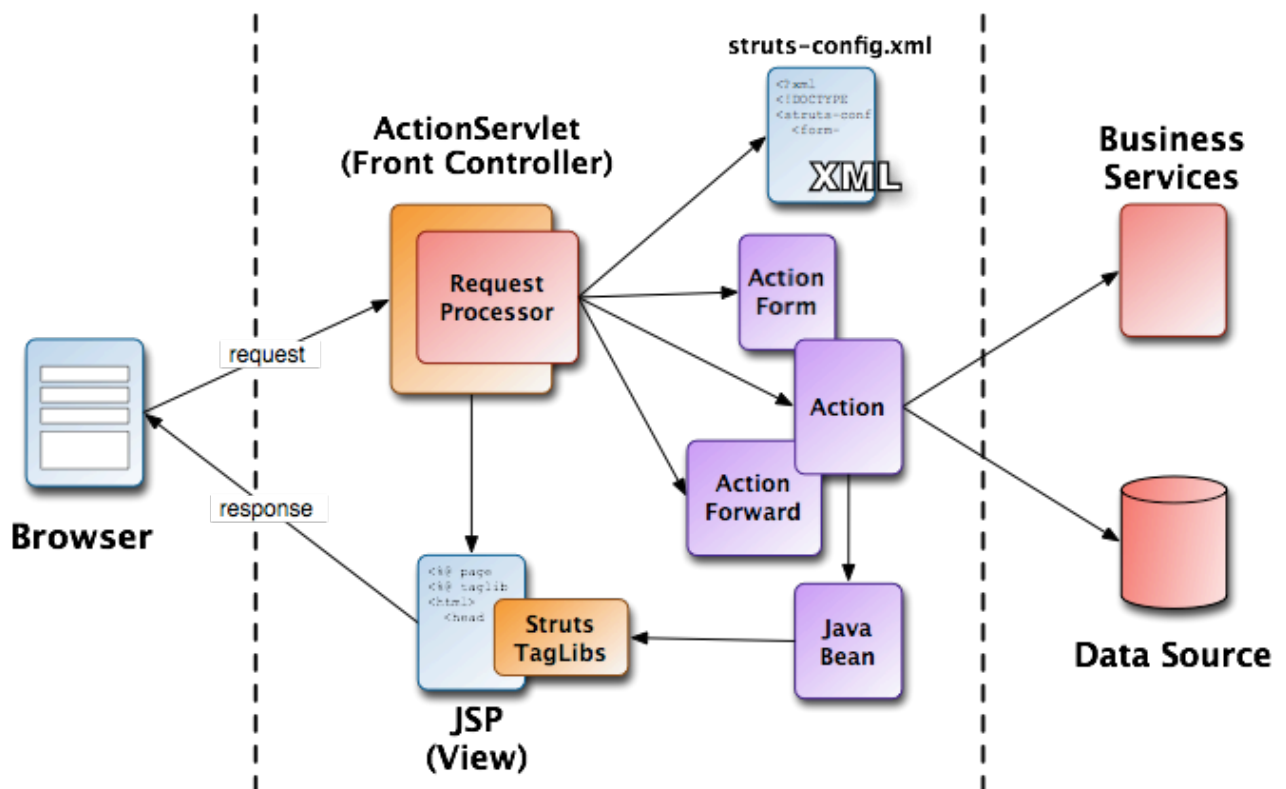 struts-config.xml
<?xml
<!DOCTYPE
<struts-conf
<form-
XML
ActionServlet
(Front Controller)
Business
Services
Request
Processor
Action
Form
request
Action
Action
Forward
response
Browser
<%@ page
<%@ taglib
<html>
<head
Struts
TagLibs
Java
Bean
Data Source
JSP
(View)